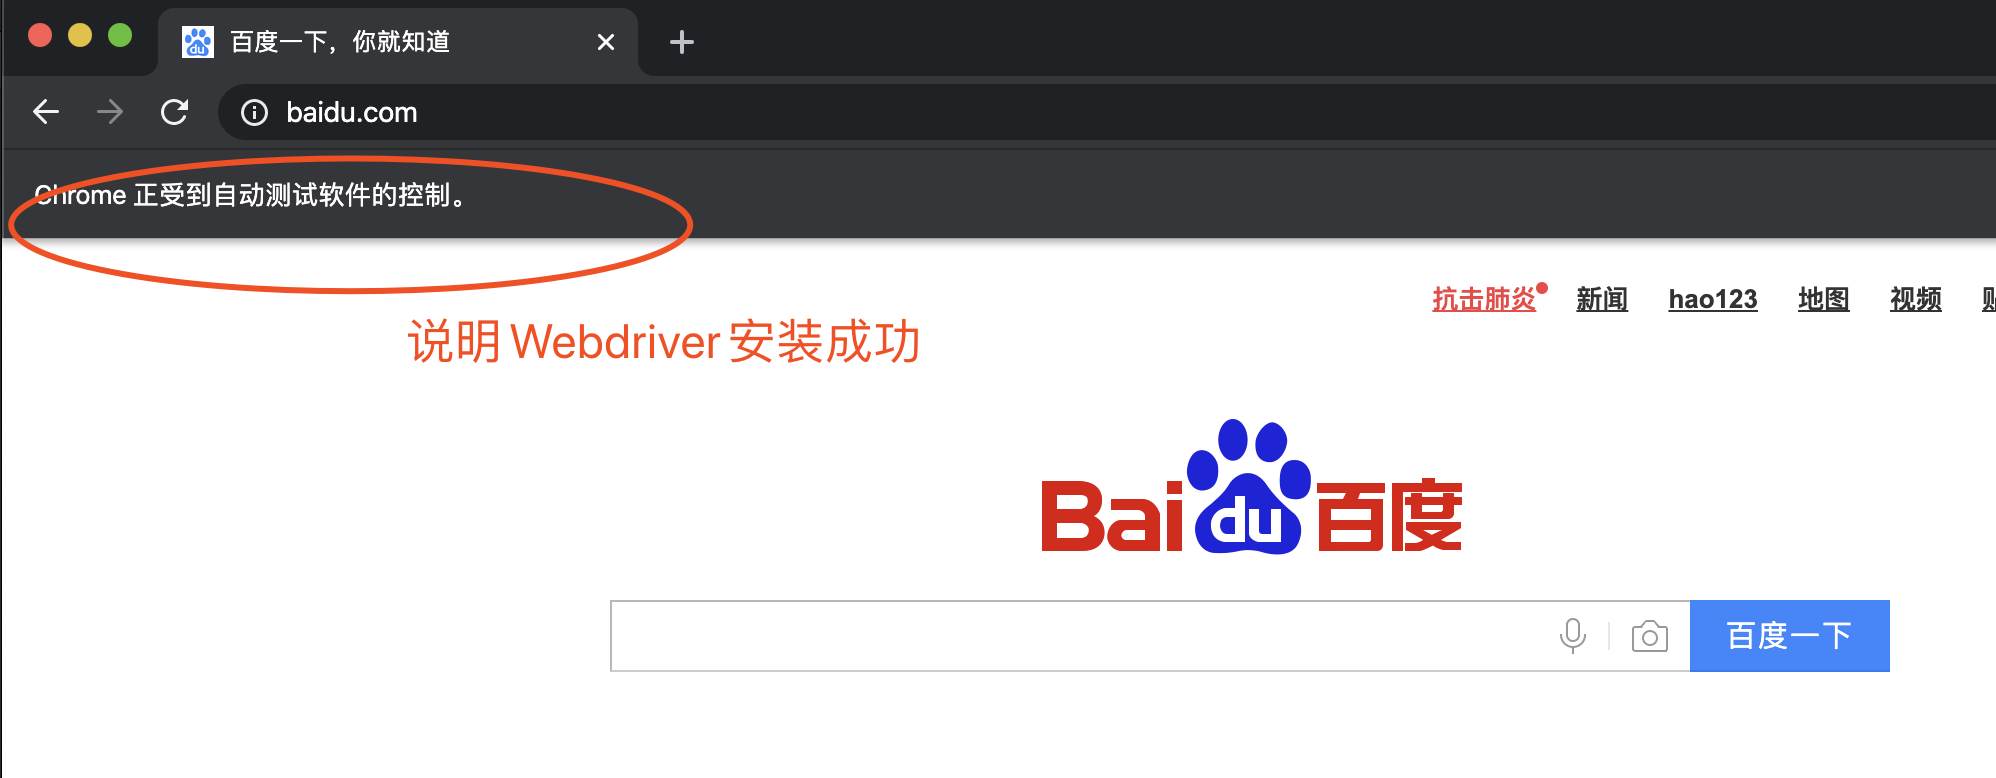 百度一下，你就知道
baidu.com
Chrome 正受到自动测试软件的控制。
抗击肺炎 新闻 hao123 地图 视频
说明 Webdriver 安装成功
Bai du 百度
百度一下